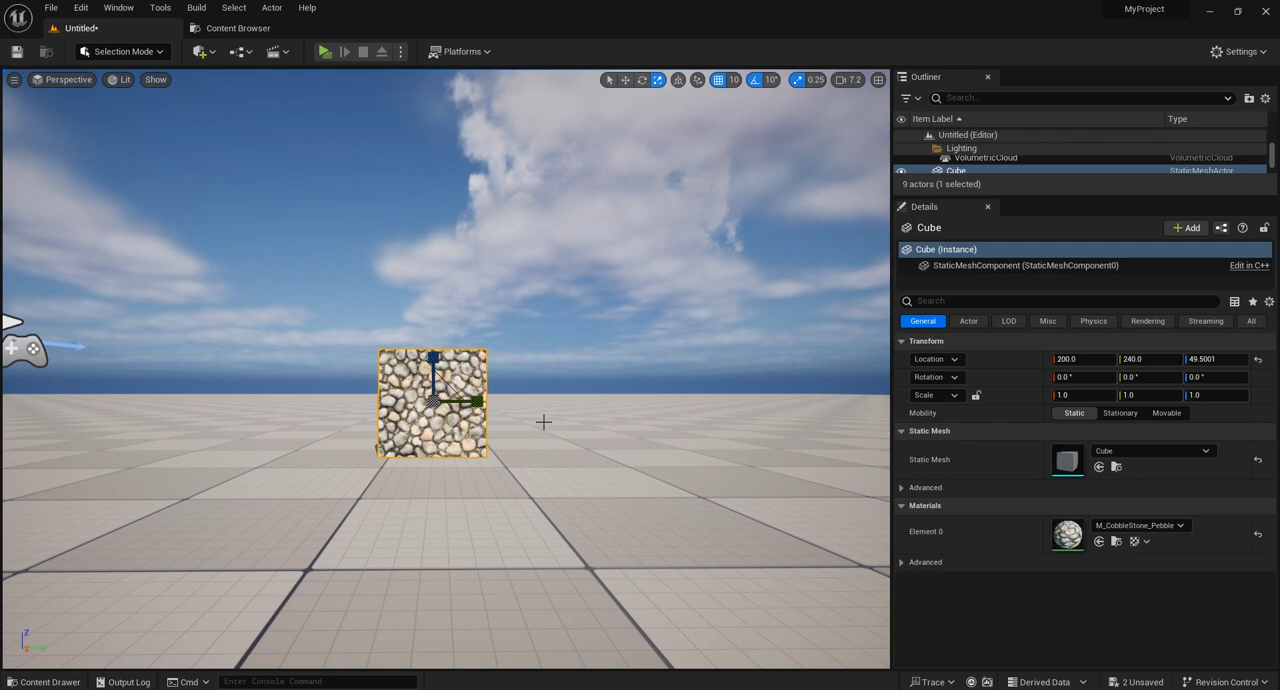 File Edit Window Tools Build Select Actor Help
MyProject
Untitled*
Content Browser
Selection Mode
Platforms
Settings
Perspective
Lit
Show
10
10°
0.25
7.2
Outliner
Search...
Item Label
Type
Untitled (Editor)
Lighting
VolumetricCloud VolumetricCloud
Cube StaticMeshActor
9 actors (1 selected)
Details
Cube
+ Add
Cube (Instance)
StaticMeshComponent (StaticMeshComponent0) Edit in C++
Search
General Actor LOD Misc Physics Rendering Streaming All
Transform
Location 200.0 240.0 49.5001
Rotation 0.0 ° 0.0 ° 0.0 °
Scale 1.0 1.0 1.0
Mobility Static Stationary Movable
Static Mesh
Static Mesh Cube
Advanced
Materials
Element 0 M_CobbleStone_Pebble
Advanced
Z
Content Drawer
Output Log
Cmd
Enter Console Command
Trace
Derived Data
2 Unsaved
Revision Control